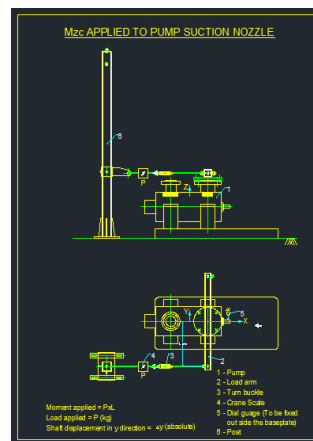 Mzc APPLIED TO PUMP SUCTION NOZZLE
6
P
Z
1
Y
X
5
L
4
3
2
P
1 - Pump
2 - Load arm
3 - Turn buckle
4 - Crane Scale
5 - Dial guage (To be fixed
out side the baseplate)
6 - Post
Moment applied = PxL
Load applied = P (kg)
Shaft displacement in y direction = «y (absolute)